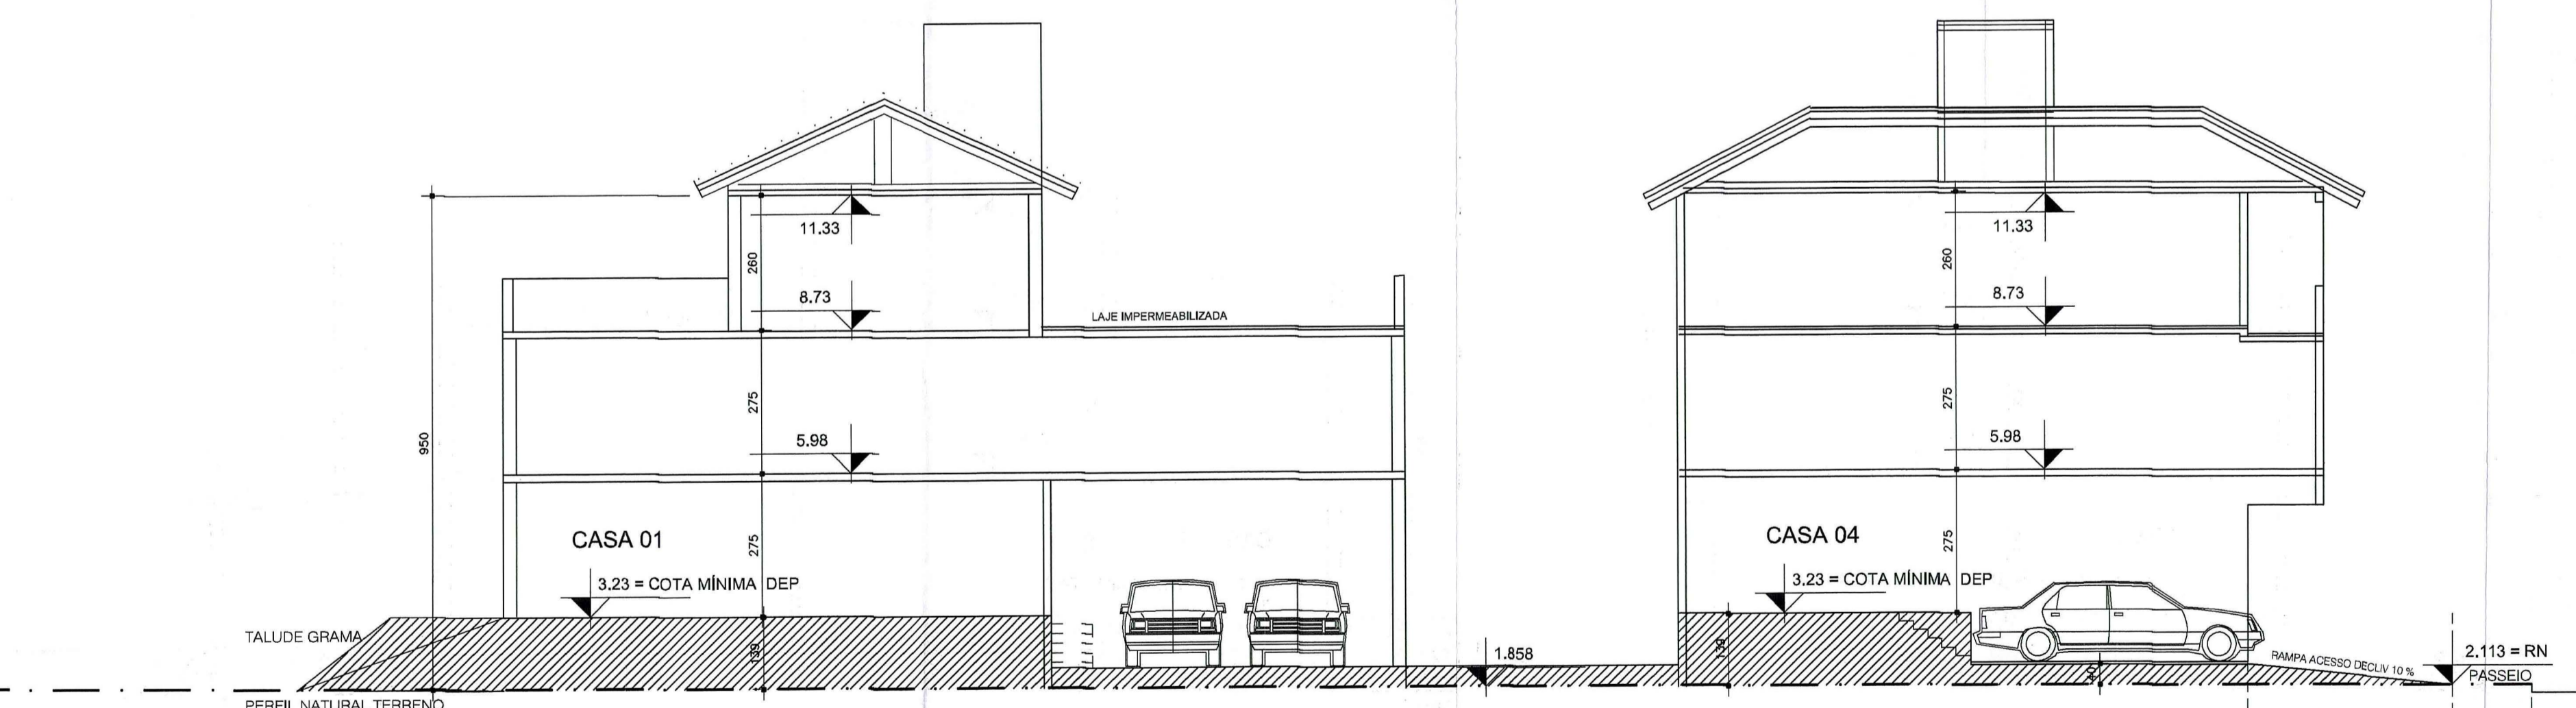 11.33
260
8.73
LAJE IMPERMEABILIZADA
275
5.98
950
CASA 01
275
3.23 = COTA MÍNIMA DEP
TALUDE GRAMA
139
PERFIL NATURAL TERRENO
1.858
11.33
260
8.73
275
5.98
CASA 04
275
3.23 = COTA MÍNIMA DEP
139
40
RAMPA ACESSO DECLIV 10 %
2.113 = RN
PASSEIO